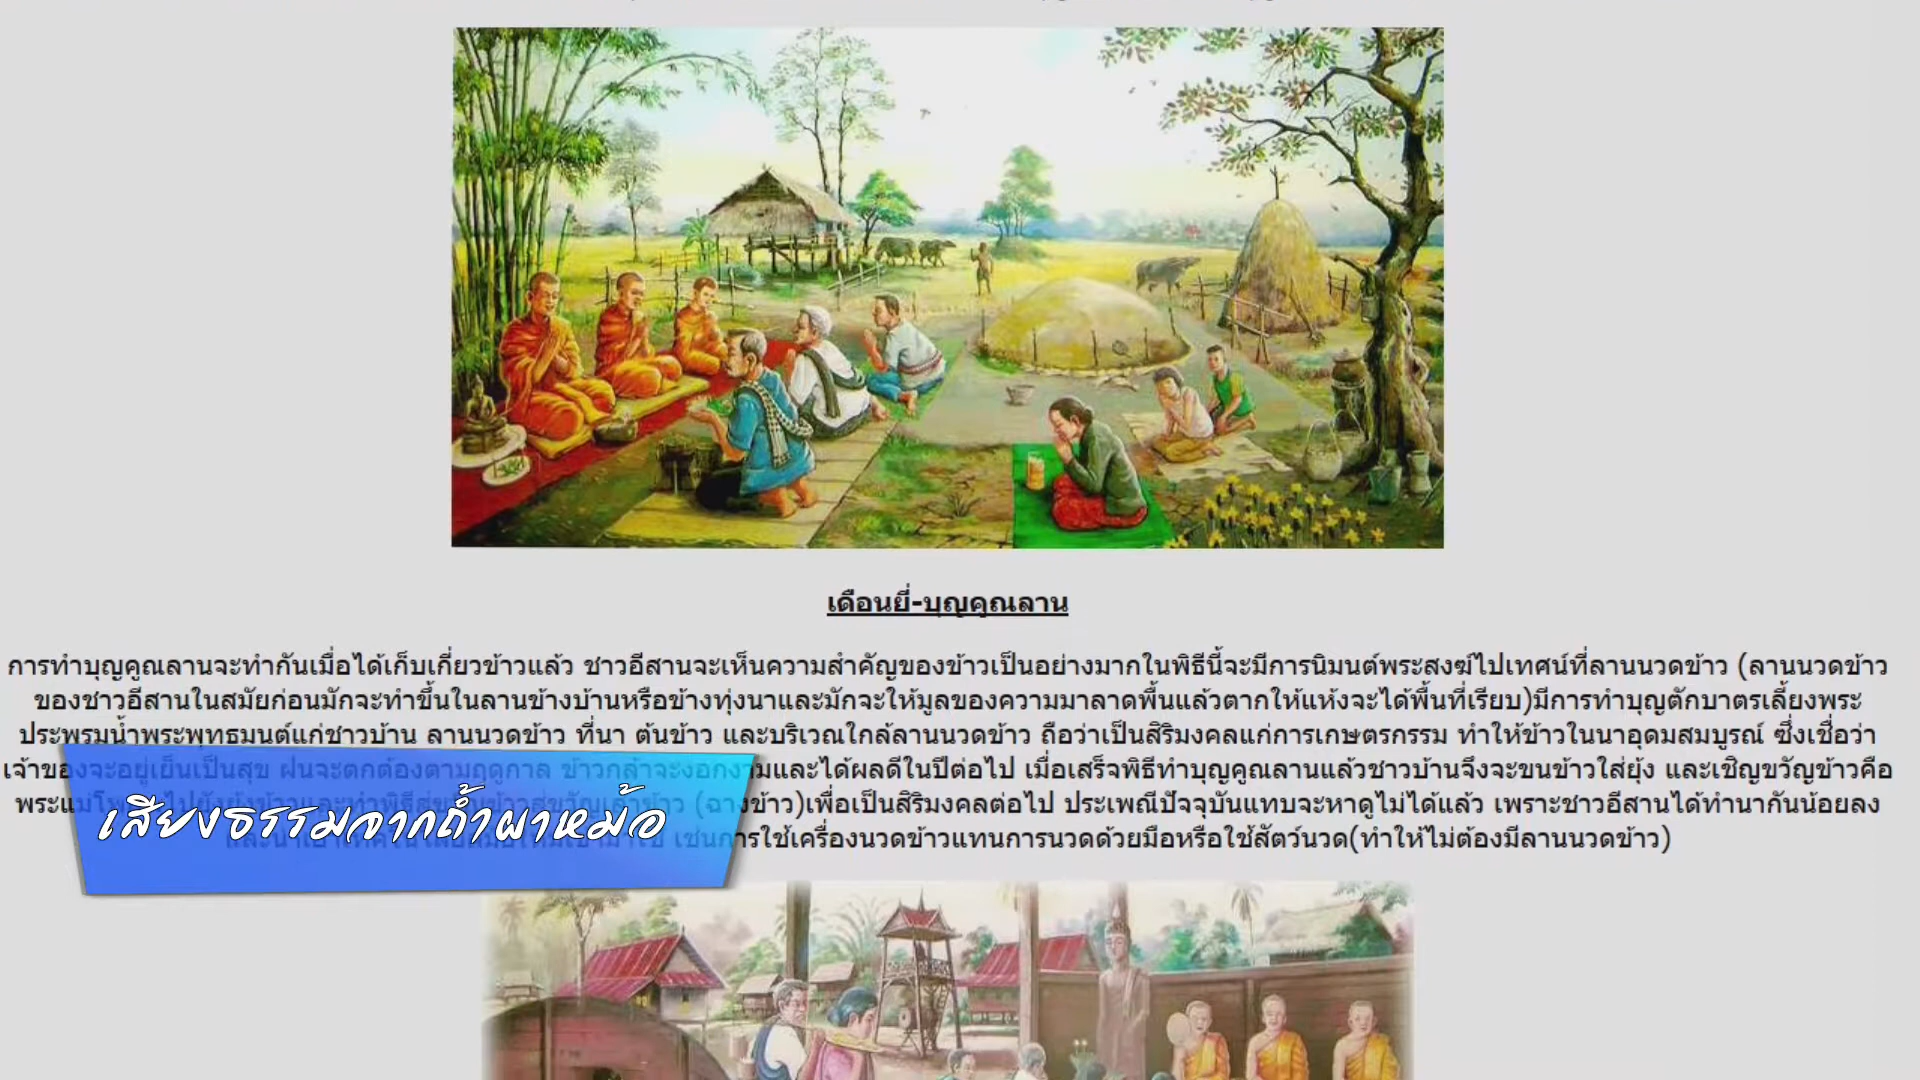 เดือนยี่-บุญคูณลาน
การทำบุญคูณลานจะทำกันเมื่อได้เก็บเกี่ยวข้าวแล้ว ชาวอีสานจะเห็นความสำคัญของข้าวเป็นอย่างมากในพิธีนี้จะมีการนิมนต์พระสงฆ์ไปเทศน์ที่ลานนวดข้าว (ลานนวดข้าว
ของชาวอีสานในสมัยก่อนมักจะทำขึ้นในลานข้างบ้านหรือข้างทุ่งนาและมักจะให้มูลของความมาลาดพื้นแล้วตากให้แห้งจะได้พื้นที่เรียบ)มีการทำบุญตักบาตรเลี้ยงพระ
ประพรมน้ำพระพุทธมนต์แก่ชาวบ้าน ลานนวดข้าว ที่นา ต้นข้าว และบริเวณใกล้ลานนวดข้าว ถือว่าเป็นสิริมงคลแก่การเกษตรกรรม ทำให้ข้าวในนาอุดมสมบูรณ์ ซึ่งเชื่อว่า
เจ้าของจะอยู่เย็นเป็นสุข ฝนจะตกต้องตามฤดูกาล ข้าวกล้าจะงอกงามและได้ผลดีในปีต่อไป เมื่อเสร็จพิธีทำบุญคูณลานแล้วชาวบ้านจึงจะขนข้าวใส่ยุ้ง และเชิญขวัญข้าวคือ
(ฉางข้าว)เพื่อเป็นสิริมงคลต่อไป ประเพณีปัจจุบันแทบจะหาดูไม่ได้แล้ว เพราะชาวอีสานได้ทำนากันน้อยลง
เช่นการใช้เครื่องนวดข้าวแทนการนวดด้วยมือหรือใช้สัตว์นวด(ทำให้ไม่ต้องมีลานนวดข้าว)
เสียงธรรมจากถ้ำผาหม้อ